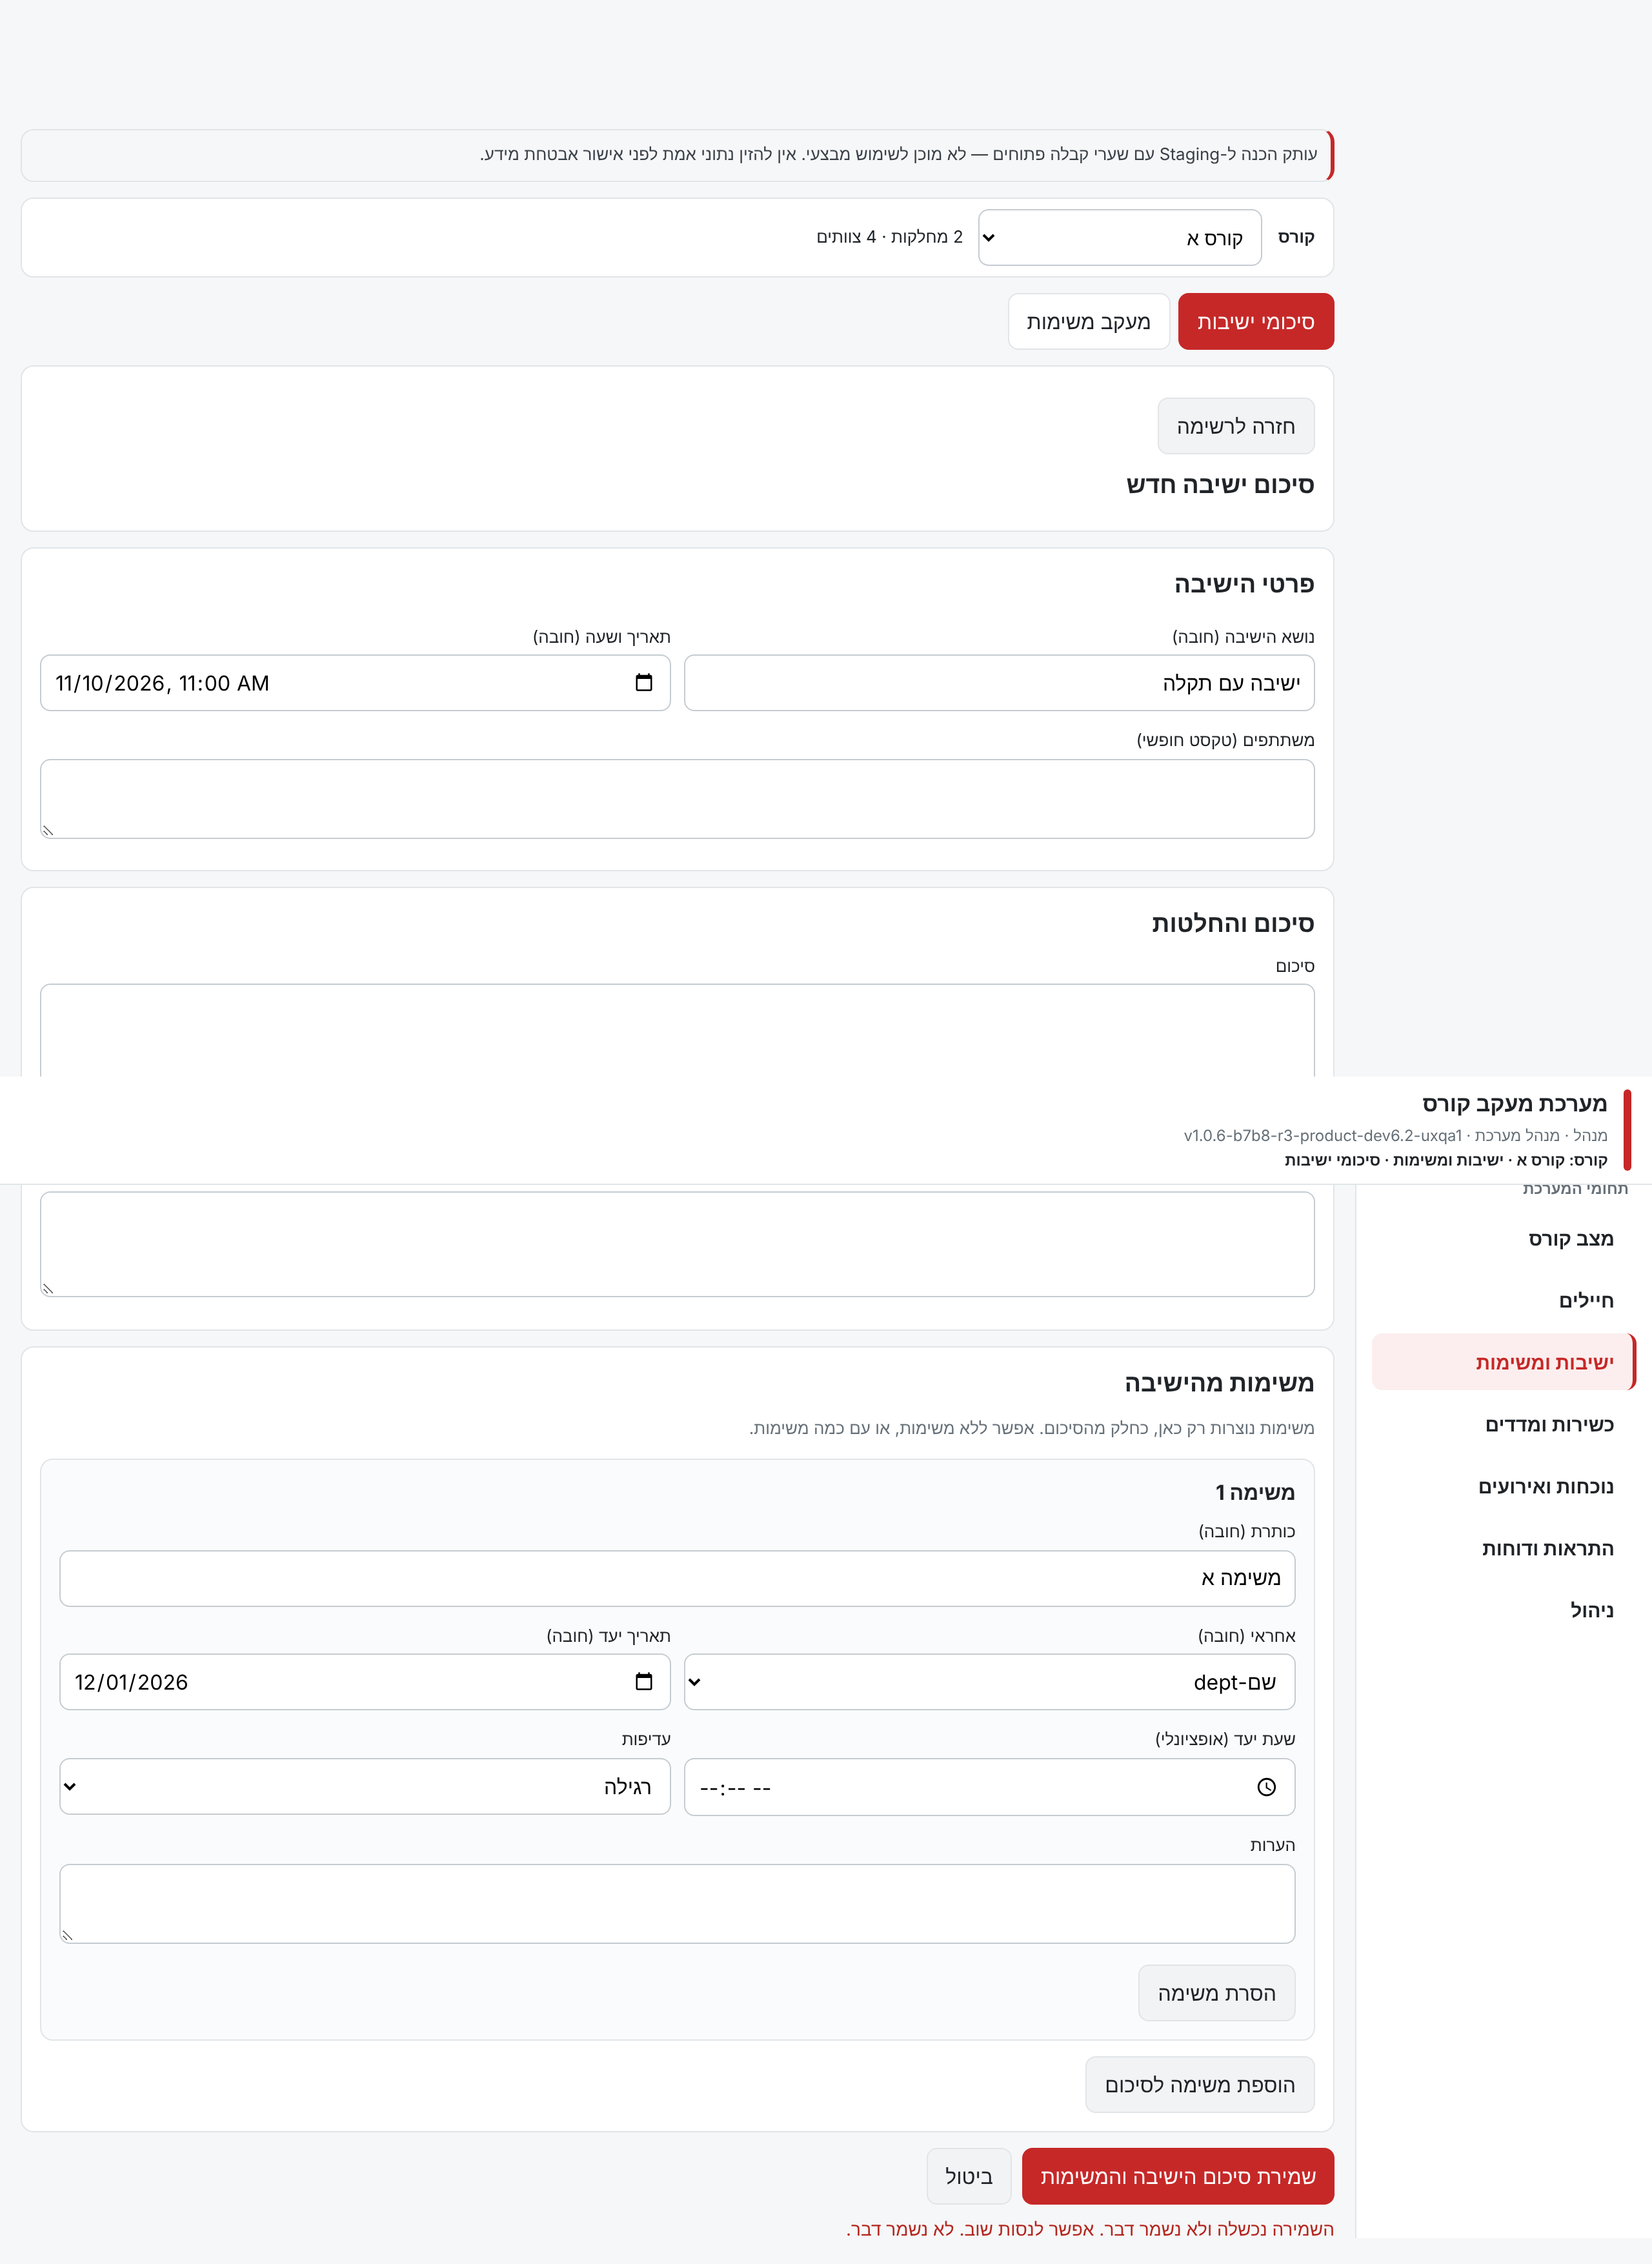 עותק הכנה ל-Staging עם שערי קבלה פתוחים — לא מוכן לשימוש מבצעי. אין להזין נתוני אמת לפני אישור אבטחת מידע.
קורס
קורס א
2 מחלקות · 4 צוותים
סיכומי ישיבות
מעקב משימות
חזרה לרשימה
סיכום ישיבה חדש
פרטי הישיבה
נושא הישיבה (חובה)
ישיבה עם תקלה
תאריך ושעה (חובה)
11/10/2026, 11:00 AM
משתתפים (טקסט חופשי)
סיכום והחלטות
סיכום
מערכת מעקב קורס
מנהל · מנהל מערכת · v1.0.6-b7b8-r3-product-dev6.2-uxqa1
קורס: קורס א · ישיבות ומשימות · סיכומי ישיבות
תחומי המערכת
מצב קורס
חיילים
ישיבות ומשימות
כשירות ומדדים
נוכחות ואירועים
התראות ודוחות
ניהול
משימות מהישיבה
משימות נוצרות רק כאן, כחלק מהסיכום. אפשר ללא משימות, או עם כמה משימות.
משימה 1
כותרת (חובה)
משימה א
אחראי (חובה)
שם-dept
תאריך יעד (חובה)
12/01/2026
שעת יעד (אופציונלי)
--:-- --
עדיפות
רגילה
הערות
הסרת משימה
הוספת משימה לסיכום
שמירת סיכום הישיבה והמשימות
ביטול
השמירה נכשלה ולא נשמר דבר. אפשר לנסות שוב. לא נשמר דבר.